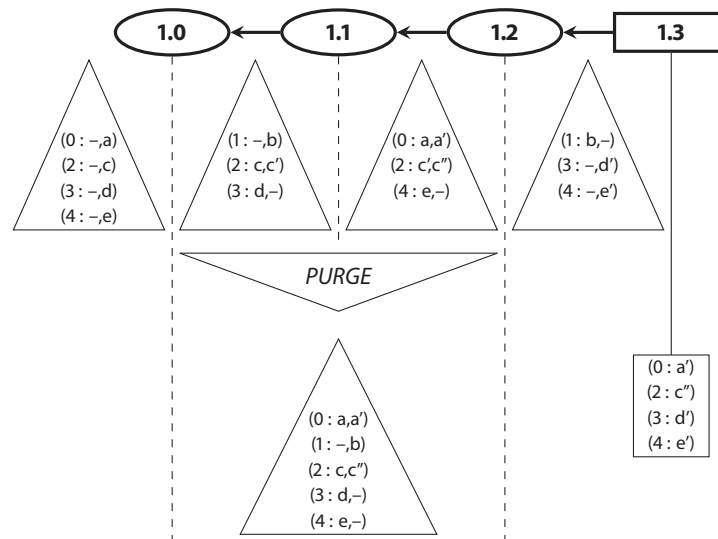 1.0 1.1 1.2 1.3
(0 : –,a)
(2 : –,c)
(3 : –,d)
(4 : –,e)
(1 : –,b)
(2 : c,c')
(3 : d,–)
(0 : a,a')
(2 : c',c'')
(4 : e,–)
(1 : b,–)
(3 : –,d')
(4 : –,e')
PURGE
(0 : a,a')
(1 : –,b)
(2 : c,c'')
(3 : d,–)
(4 : e,–)
(0 : a')
(2 : c'')
(3 : d')
(4 : e')